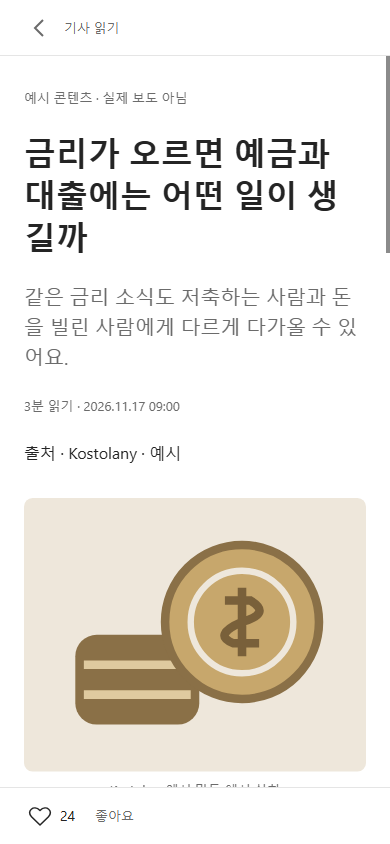 기사 읽기
예시 콘텐츠 · 실제 보도 아님
금리가 오르면 예금과
대출에는 어떤 일이 생
길까
같은 금리 소식도 저축하는 사람과 돈
을 빌린 사람에게 다르게 다가올 수 있
어요.
3분 읽기 · 2026.11.17 09:00
출처 · Kostolany · 예시
24 좋아요